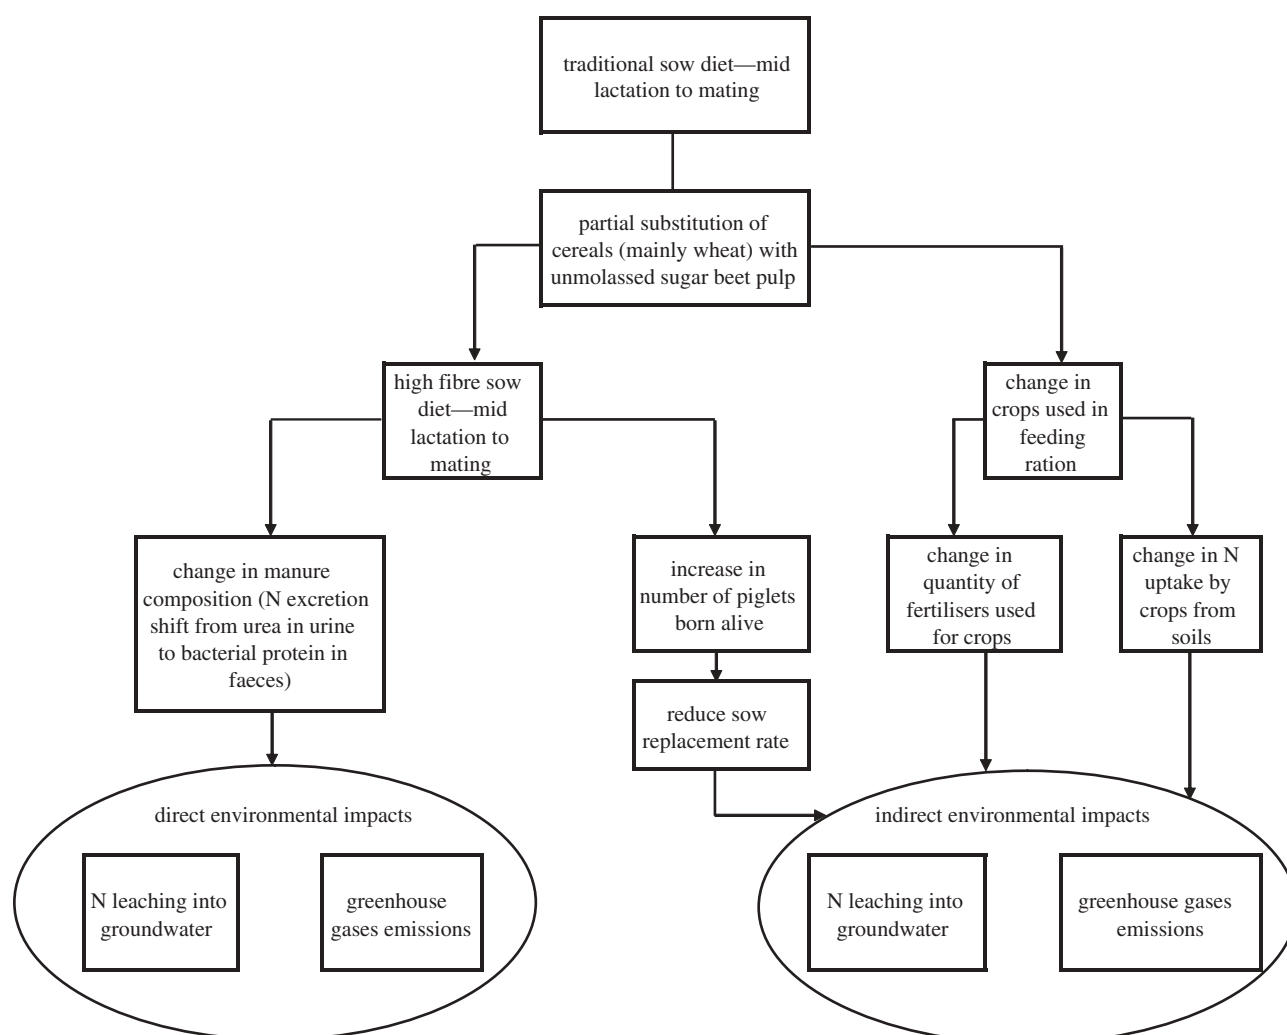 traditional sow diet—mid
lactation to mating
partial substitution of
cereals (mainly wheat) with
unmolassed sugar beet pulp
high fibre sow
diet—mid
lactation to
mating
change in
crops used in
feeding
ration
change in manure
composition (N excretion
shift from urea in urine
to bacterial protein in
faeces)
increase in
number of piglets
born alive
change in
quantity of
fertilisers used
for crops
change in N
uptake by
crops from
soils
reduce sow
replacement rate
direct environmental impacts
N leaching into
groundwater
greenhouse
gases emissions
indirect environmental impacts
N leaching into
groundwater
greenhouse gases
emissions